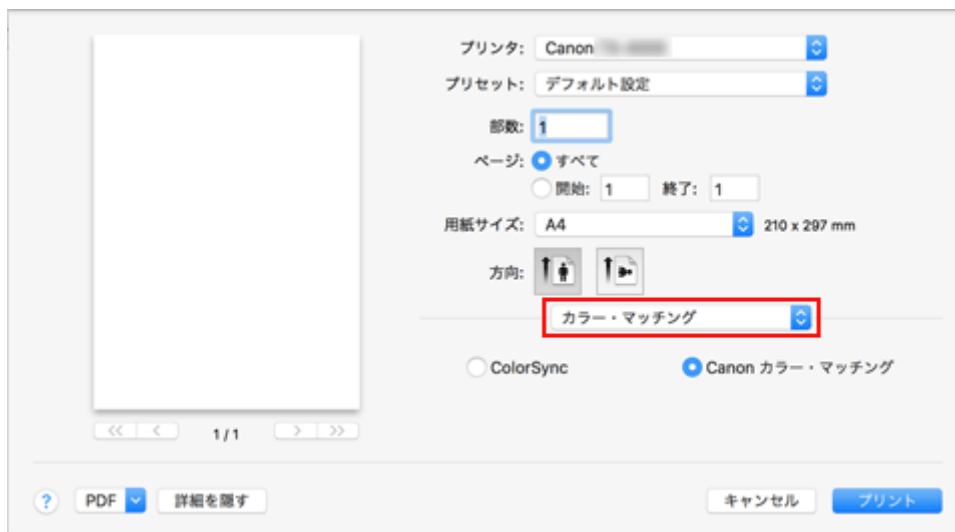 プリンタ: Canon
プリセット: デフォルト設定
部数: 1
ページ: すべて
開始: 1 終了: 1
用紙サイズ: A4 210 x 297 mm
方向:
カラー・マッチング
ColorSync Canon カラー・マッチング
<< < 1 / 1 > >>
? PDF 詳細を隠す キャンセル プリント